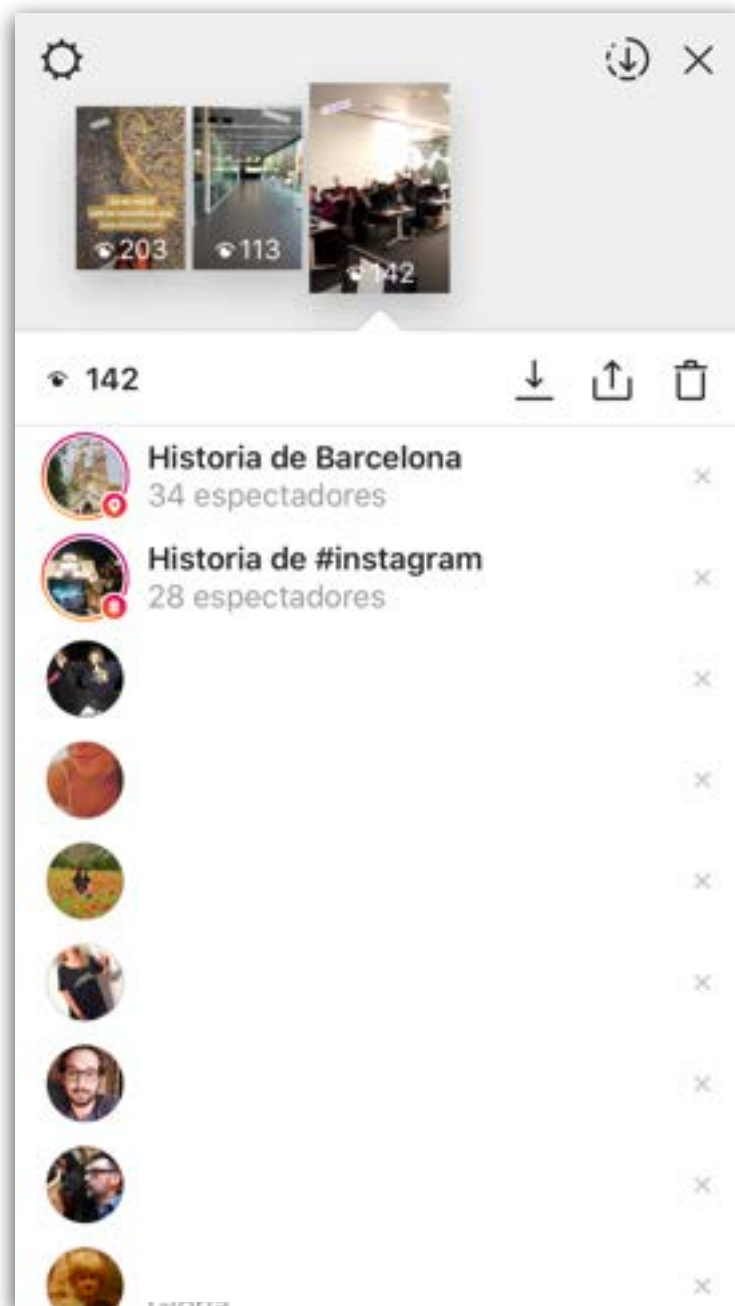 203
113
142
142
Historia de Barcelona
34 espectadores
Historia de #instagram
28 espectadores